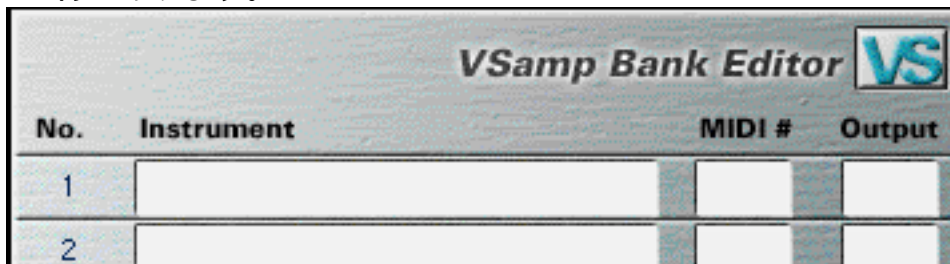 VSamp Bank Editor VS
No. Instrument MIDI # Output
1
2